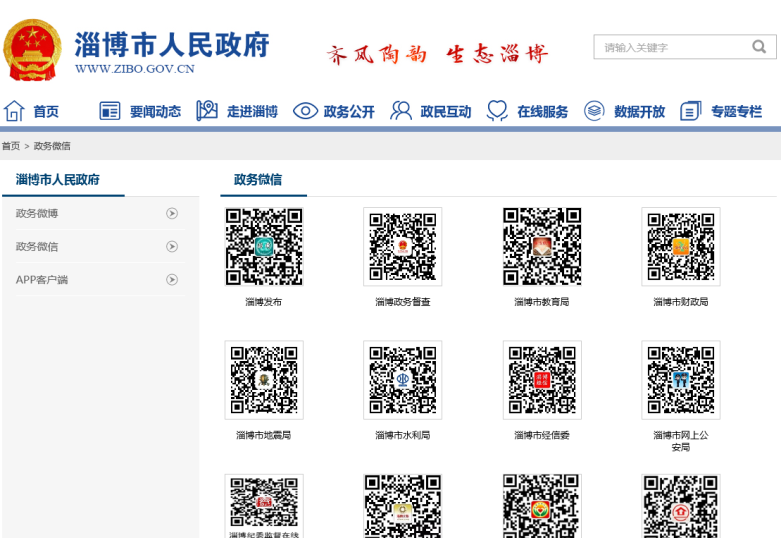 淄博市人民政府
WWW.ZIBO.GOV.CN
齐风陶韵 生态淄博
请输入关键字
首页 要闻动态 走进淄博 政务公开 政民互动 在线服务 数据开放 专题专栏
首页 > 政务微信
淄博市人民政府
政务微博
政务微信
APP客户端
政务微信
淄博发布 淄博政务督查 淄博市教育局 淄博市财政局
淄博市地震局 淄博市水利局 淄博市经信委 淄博市网上公
安局
淄博纪委监督在线